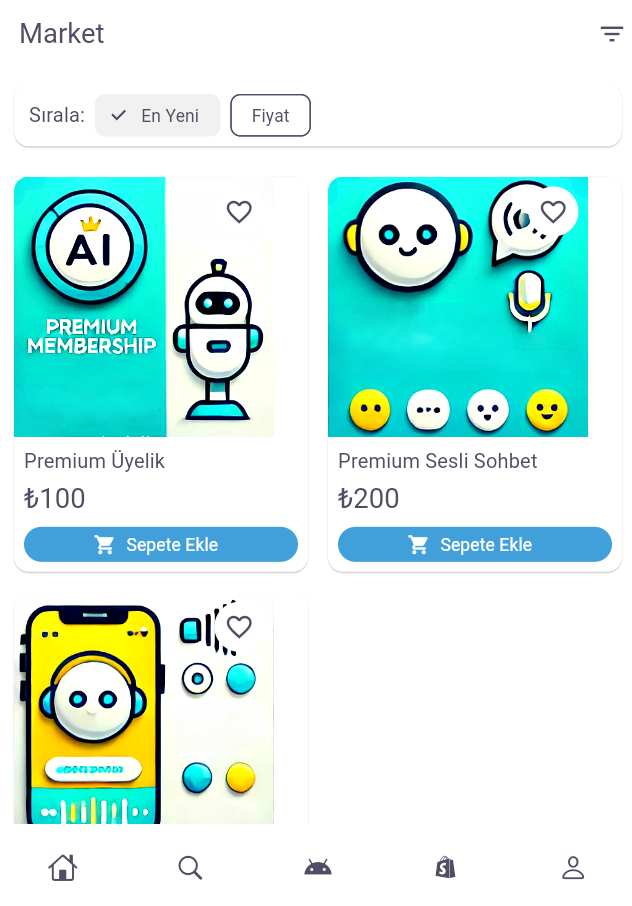 Market
Sırala:
En Yeni
Fiyat
AI
PREMIUM
MEMBERSHIP
Premium Üyelik
₺100
Sepete Ekle
Premium Sesli Sohbet
₺200
Sepete Ekle